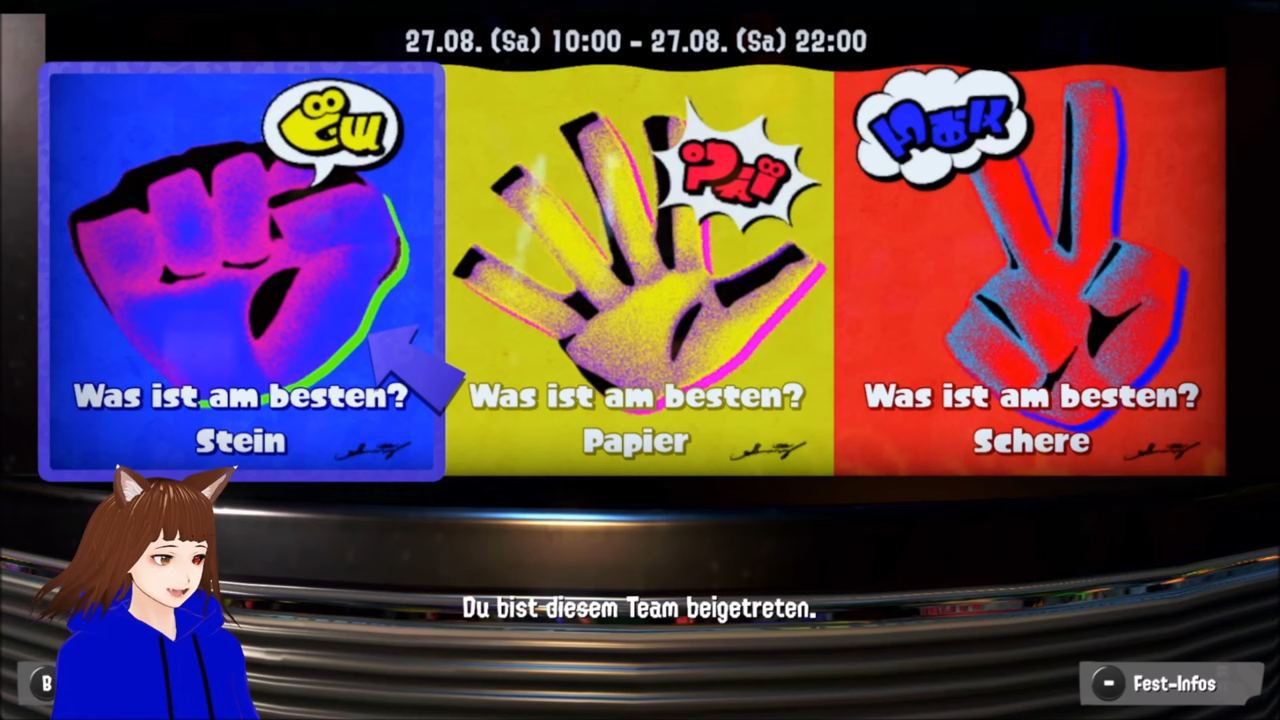 27.08. (Sa) 10:00 - 27.08. (Sa) 22:00
Was ist am besten?
Stein
Was ist am besten?
Papier
Was ist am besten?
Schere
Du bist diesem Team beigetreten.
B
- Fest-Infos